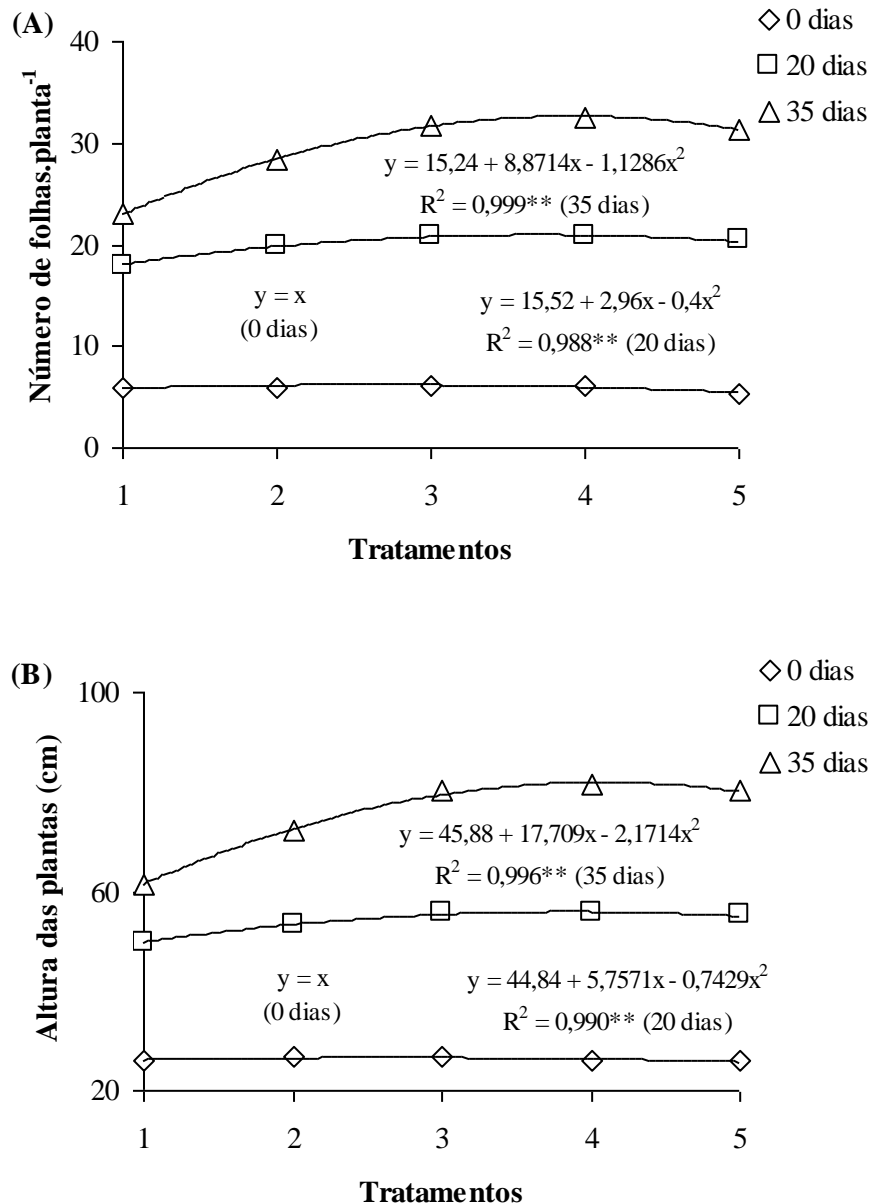 (A)
0 dias
20 dias
35 dias
Número de folhas.planta⁻¹
40
30
20
10
0
y = 15,24 + 8,8714x - 1,1286x²
R² = 0,999** (35 dias)
y = x
(0 dias)
y = 15,52 + 2,96x - 0,4x²
R² = 0,988** (20 dias)
1 2 3 4 5
Tratamentos
(B)
0 dias
20 dias
35 dias
Altura das plantas (cm)
100
60
20
y = 45,88 + 17,709x - 2,1714x²
R² = 0,996** (35 dias)
y = x
(0 dias)
y = 44,84 + 5,7571x - 0,7429x²
R² = 0,990** (20 dias)
1 2 3 4 5
Tratamentos